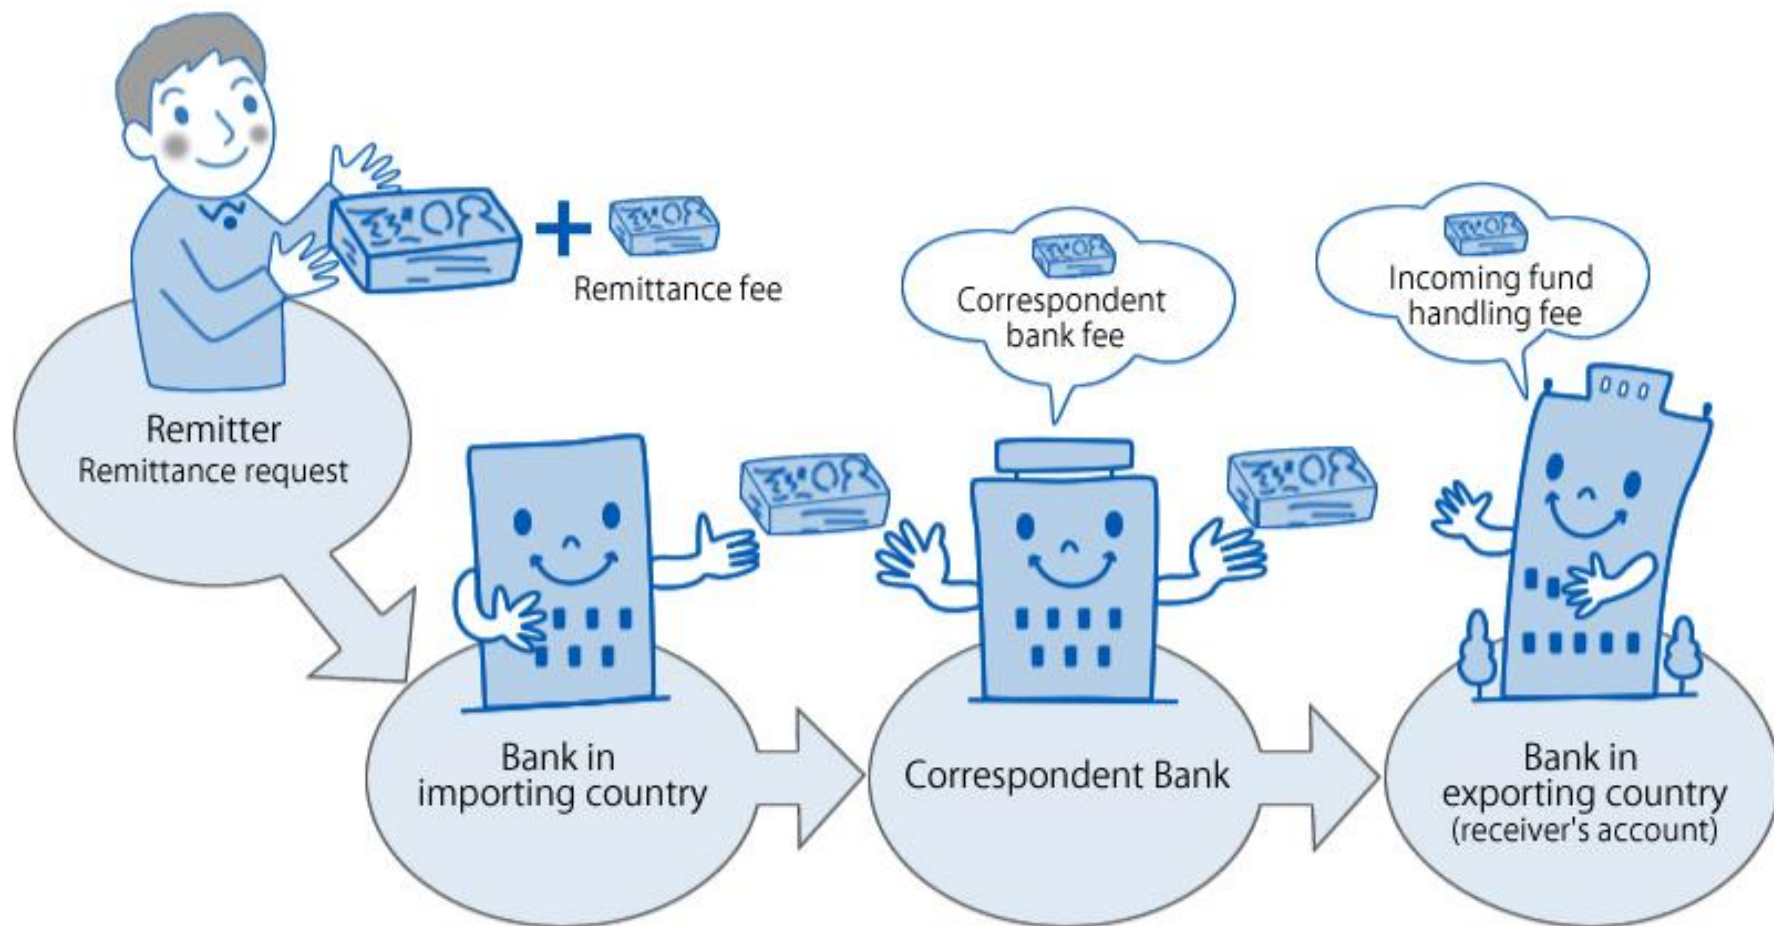 Remittance fee
Correspondent
bank fee
Incoming fund
handling fee
Remitter
Remittance request
Bank in
importing country
Correspondent Bank
Bank in
exporting country
(receiver's account)